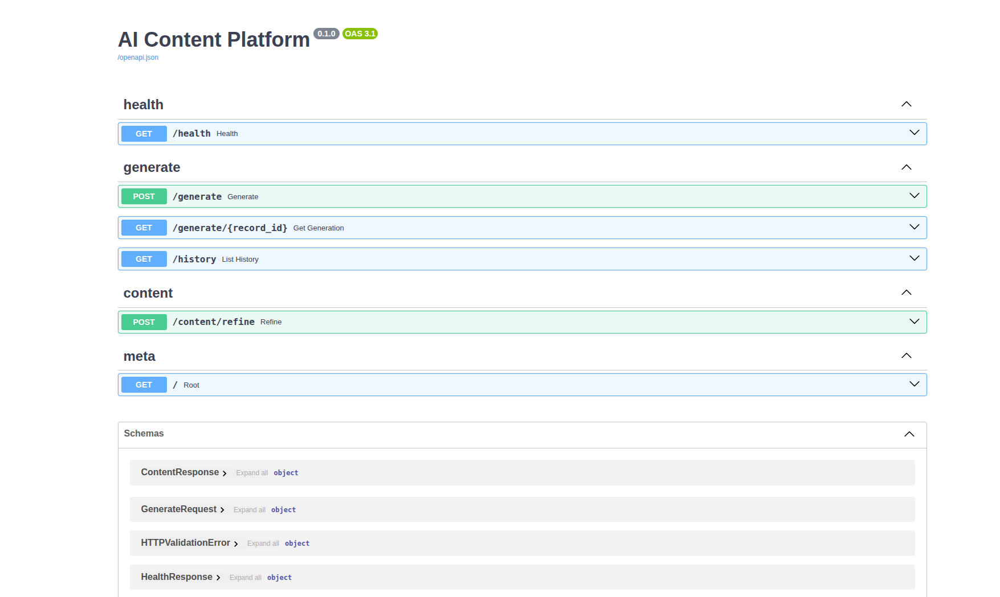 AI Content Platform 0.1.0 OAS 3.1
/openapi.json
health
GET /health Health
generate
POST /generate Generate
GET /generate/{record_id} Get Generation
GET /history List History
content
POST /content/refine Refine
meta
GET / Root
Schemas
ContentResponse Expand all object
GenerateRequest Expand all object
HTTPValidationError Expand all object
HealthResponse Expand all object